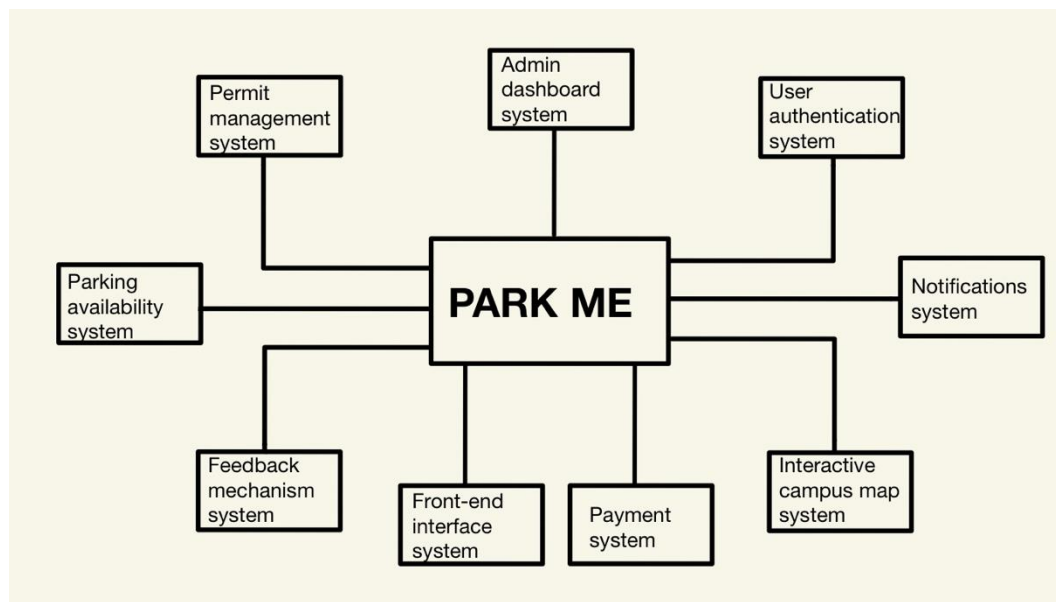 Admin
dashboard
system
Permit
management
system
User
authentication
system
Parking
availability
system
PARK ME
Notifications
system
Feedback
mechanism
system
Front-end
interface
system
Payment
system
Interactive
campus map
system